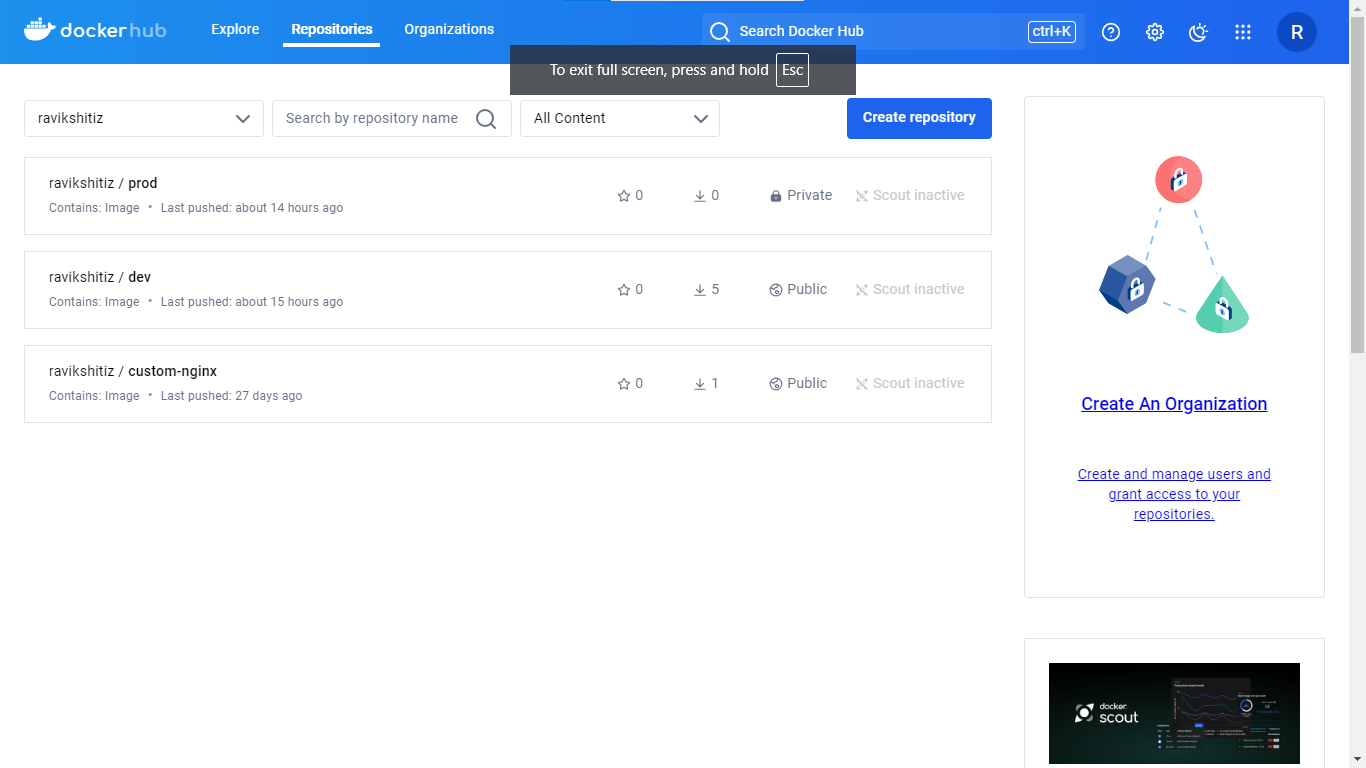 docker hub
Explore
Repositories
Organizations
Search Docker Hub
ctrl+K
R
To exit full screen, press and hold Esc
ravikshitiz
Search by repository name
All Content
Create repository
ravikshitiz / prod
Contains: Image • Last pushed: about 14 hours ago
0
0
Private
Scout inactive
ravikshitiz / dev
Contains: Image • Last pushed: about 15 hours ago
0
5
Public
Scout inactive
ravikshitiz / custom-nginx
Contains: Image • Last pushed: 27 days ago
0
1
Public
Scout inactive
Create An Organization
Create and manage users and
grant access to your
repositories.
docker
scout